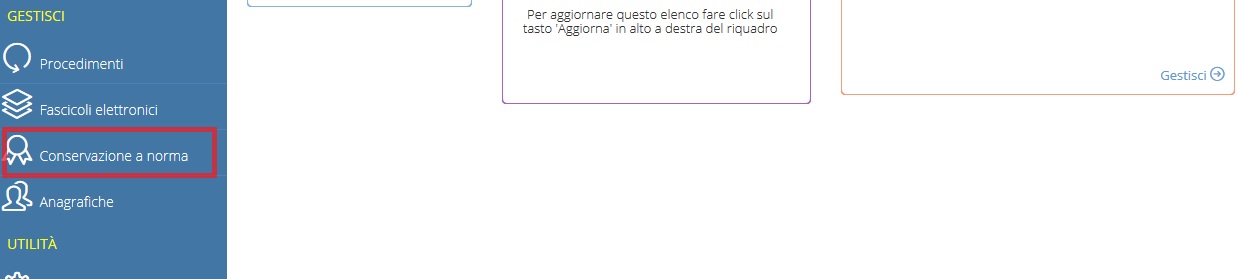 GESTISCI
Procedimenti
Fascicoli elettronici
Conservazione a norma
Anagrafiche
UTILITÀ
Per aggiornare questo elenco fare click sul
tasto 'Aggiorna' in alto a destra del riquadro
Gestisci